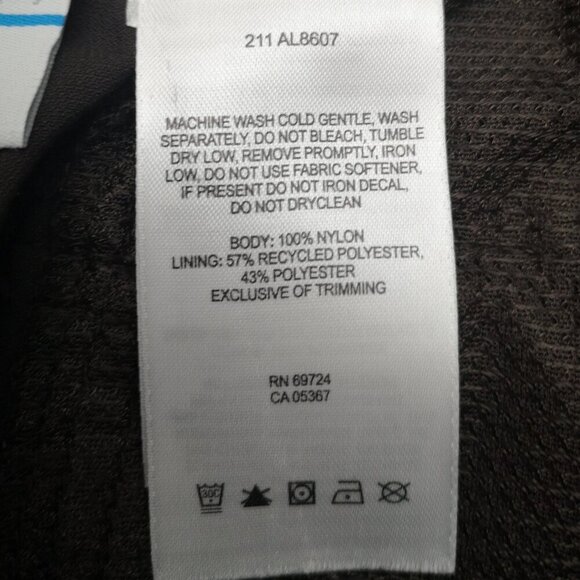 211 AL8607
MACHINE WASH COLD GENTLE, WASH
SEPARATELY, DO NOT BLEACH, TUMBLE
DRY LOW, REMOVE PROMPTLY, IRON
LOW, DO NOT USE FABRIC SOFTENER,
IF PRESENT DO NOT IRON DECAL,
DO NOT DRYCLEAN
BODY: 100% NYLON
LINING: 57% RECYCLED POLYESTER,
43% POLYESTER
EXCLUSIVE OF TRIMMING
RN 69724
CA 05367
30C